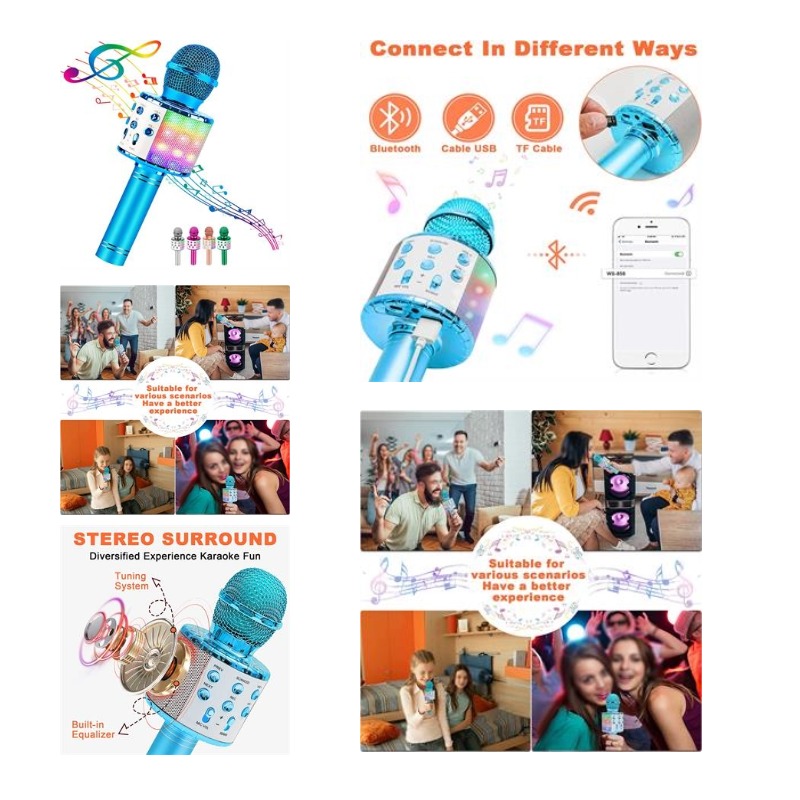 Connect In Different Ways
Bluetooth
Cable USB
TF
TF Cable
WS-858
Suitable for
various scenarios
Have a better
experience
STEREO SURROUND
Diversified Experience Karaoke Fun
Tuning
System
Built-in
Equalizer
Suitable for
various scenarios
Have a better
experience